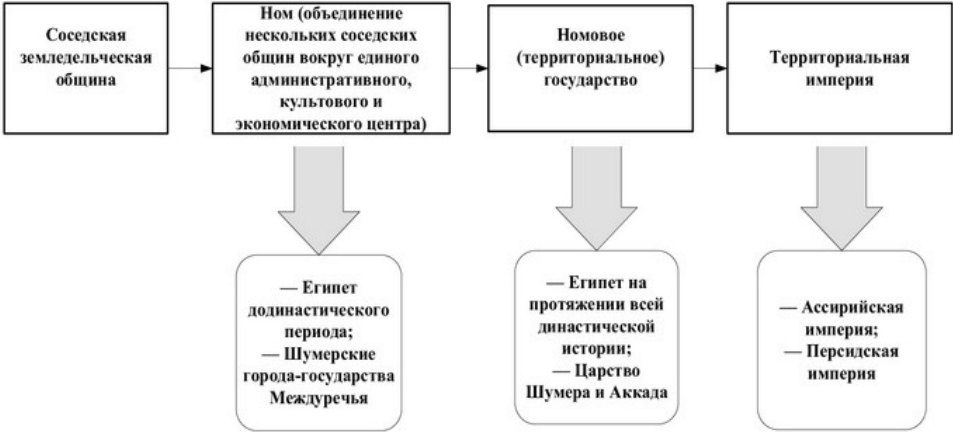 Соседская
земледельческая
община
Ном (объединение
нескольких соседских
общин вокруг единого
административного,
культового и
экономического центра)
Номовое
(территориальное)
государство
Территориальная
империя
— Египет
додинастического
периода;
— Шумерские
города-государства
Междуречья
— Египет на
протяжении всей
династической
истории;
— Царство
Шумера и Аккада
— Ассирийская
империя;
— Персидская
империя